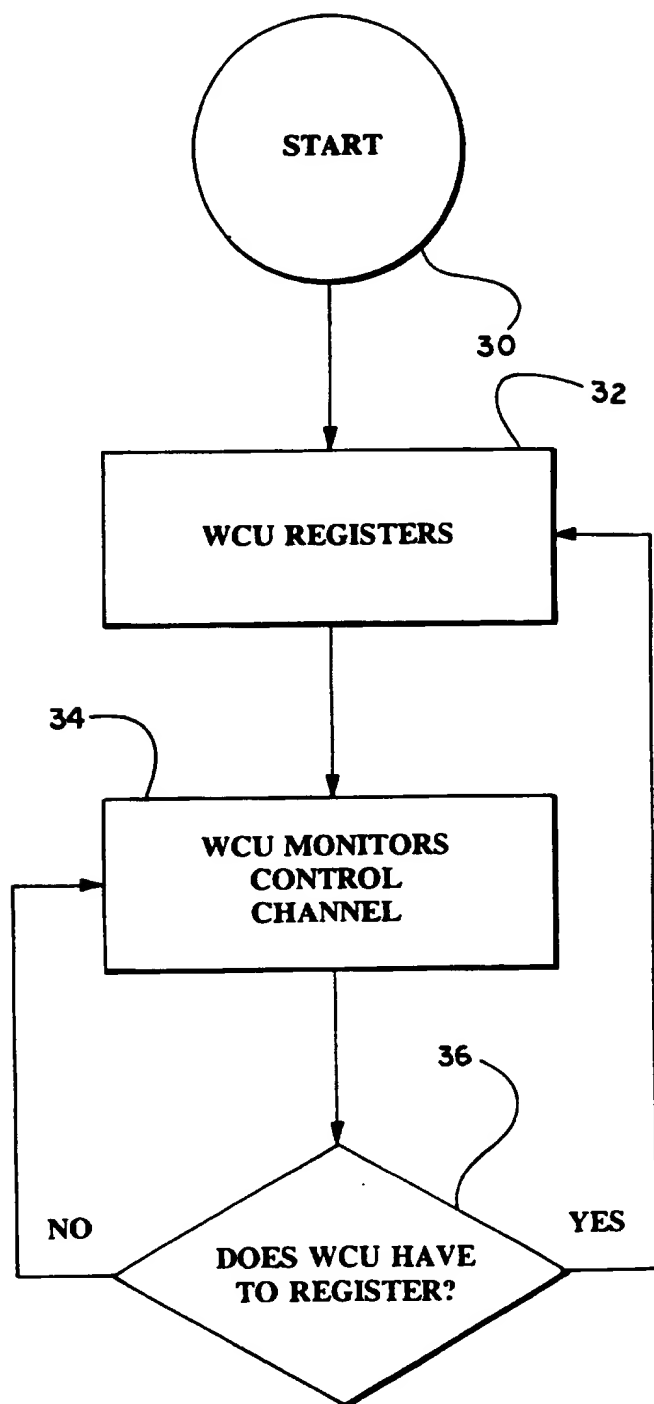 START
30
32
WCU REGISTERS
34
WCU MONITORS
CONTROL
CHANNEL
36
NO
YES
DOES WCU HAVE
TO REGISTER?